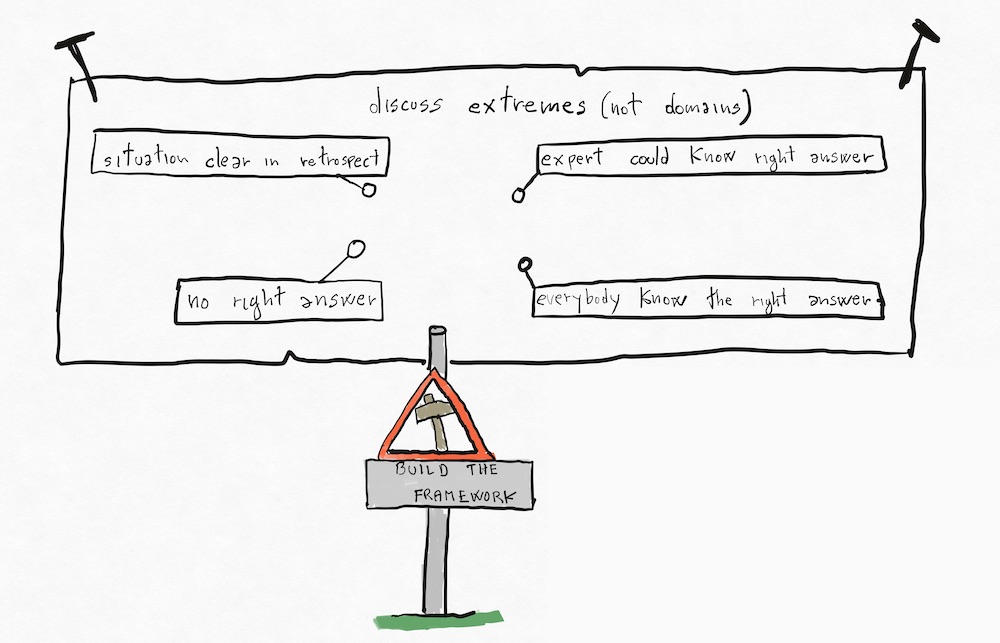 discuss extremes (not domains)
situation clear in retrospect
expert could know right answer
no right answer
everybody know the right answer
BUILD THE
FRAMEWORK